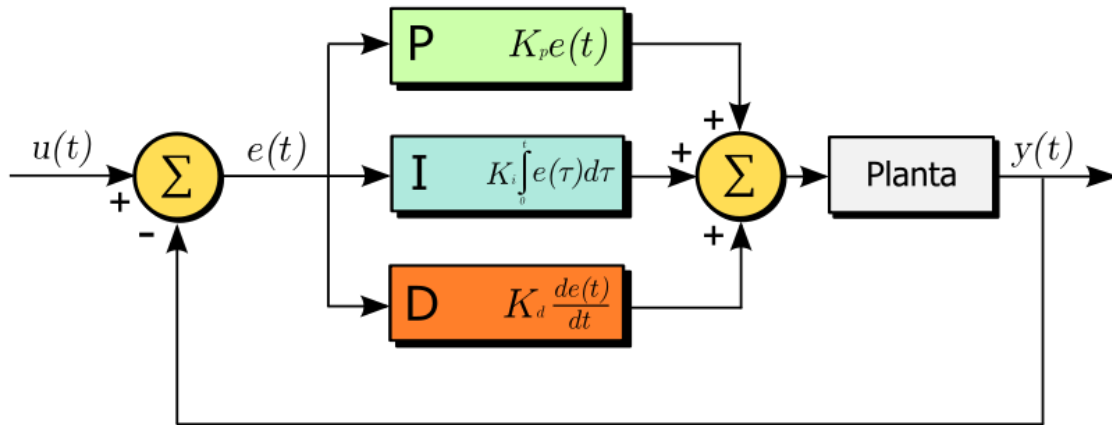 u(t)
+
-
Σ
e(t)
P K_p e(t)
I K_i ∫_0^t e(τ)dτ
D K_d de(t)/dt
+
+
+
Σ
Planta
y(t)